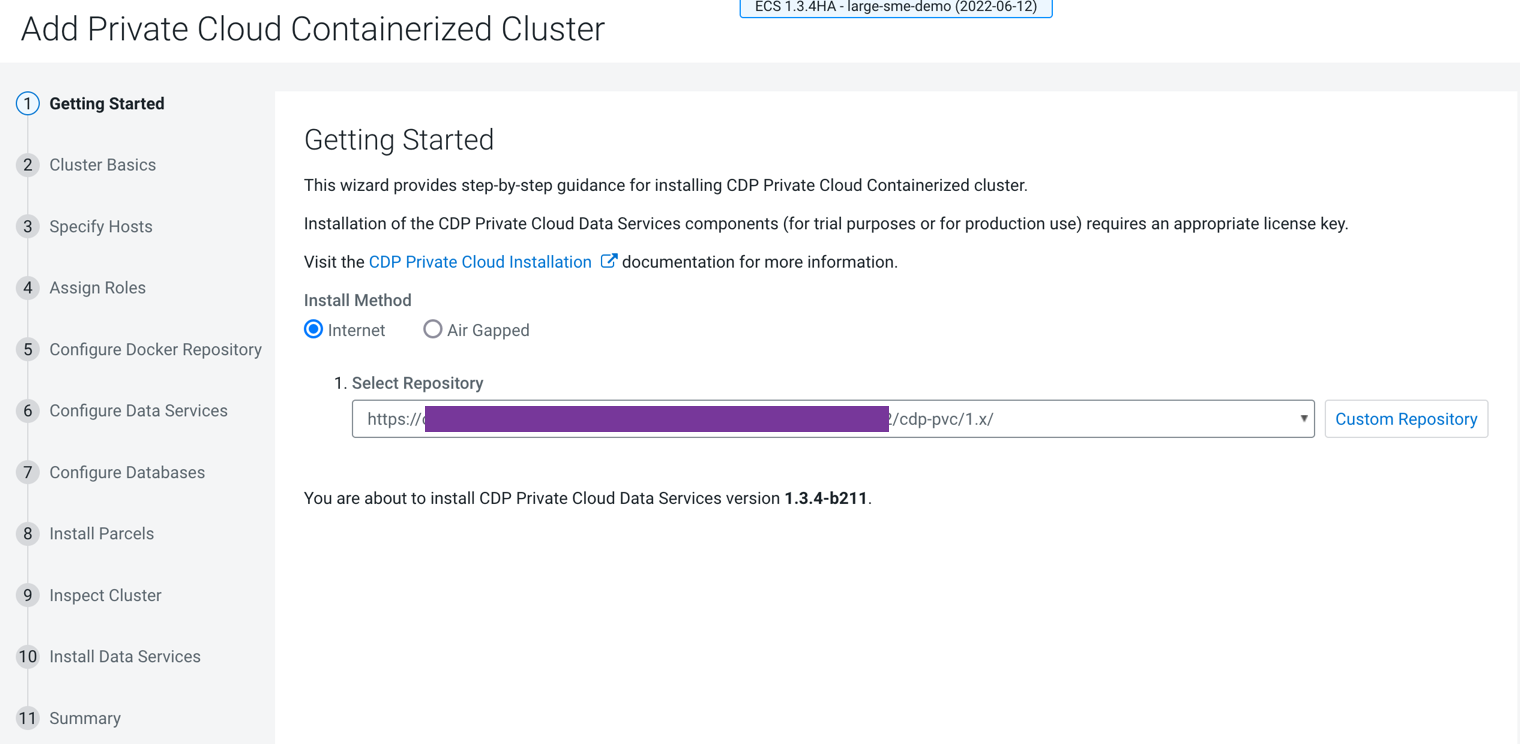 ECS 1.3.4HA - large-sme-demo (2022-06-12)
Add Private Cloud Containerized Cluster
1 Getting Started
2 Cluster Basics
3 Specify Hosts
4 Assign Roles
5 Configure Docker Repository
6 Configure Data Services
7 Configure Databases
8 Install Parcels
9 Inspect Cluster
10 Install Data Services
11 Summary
Getting Started
This wizard provides step-by-step guidance for installing CDP Private Cloud Containerized cluster.
Installation of the CDP Private Cloud Data Services components (for trial purposes or for production use) requires an appropriate license key.
Visit the CDP Private Cloud Installation documentation for more information.
Install Method
Internet Air Gapped
1. Select Repository
https:// /cdp-pvc/1.x/ Custom Repository
You are about to install CDP Private Cloud Data Services version 1.3.4-b211.